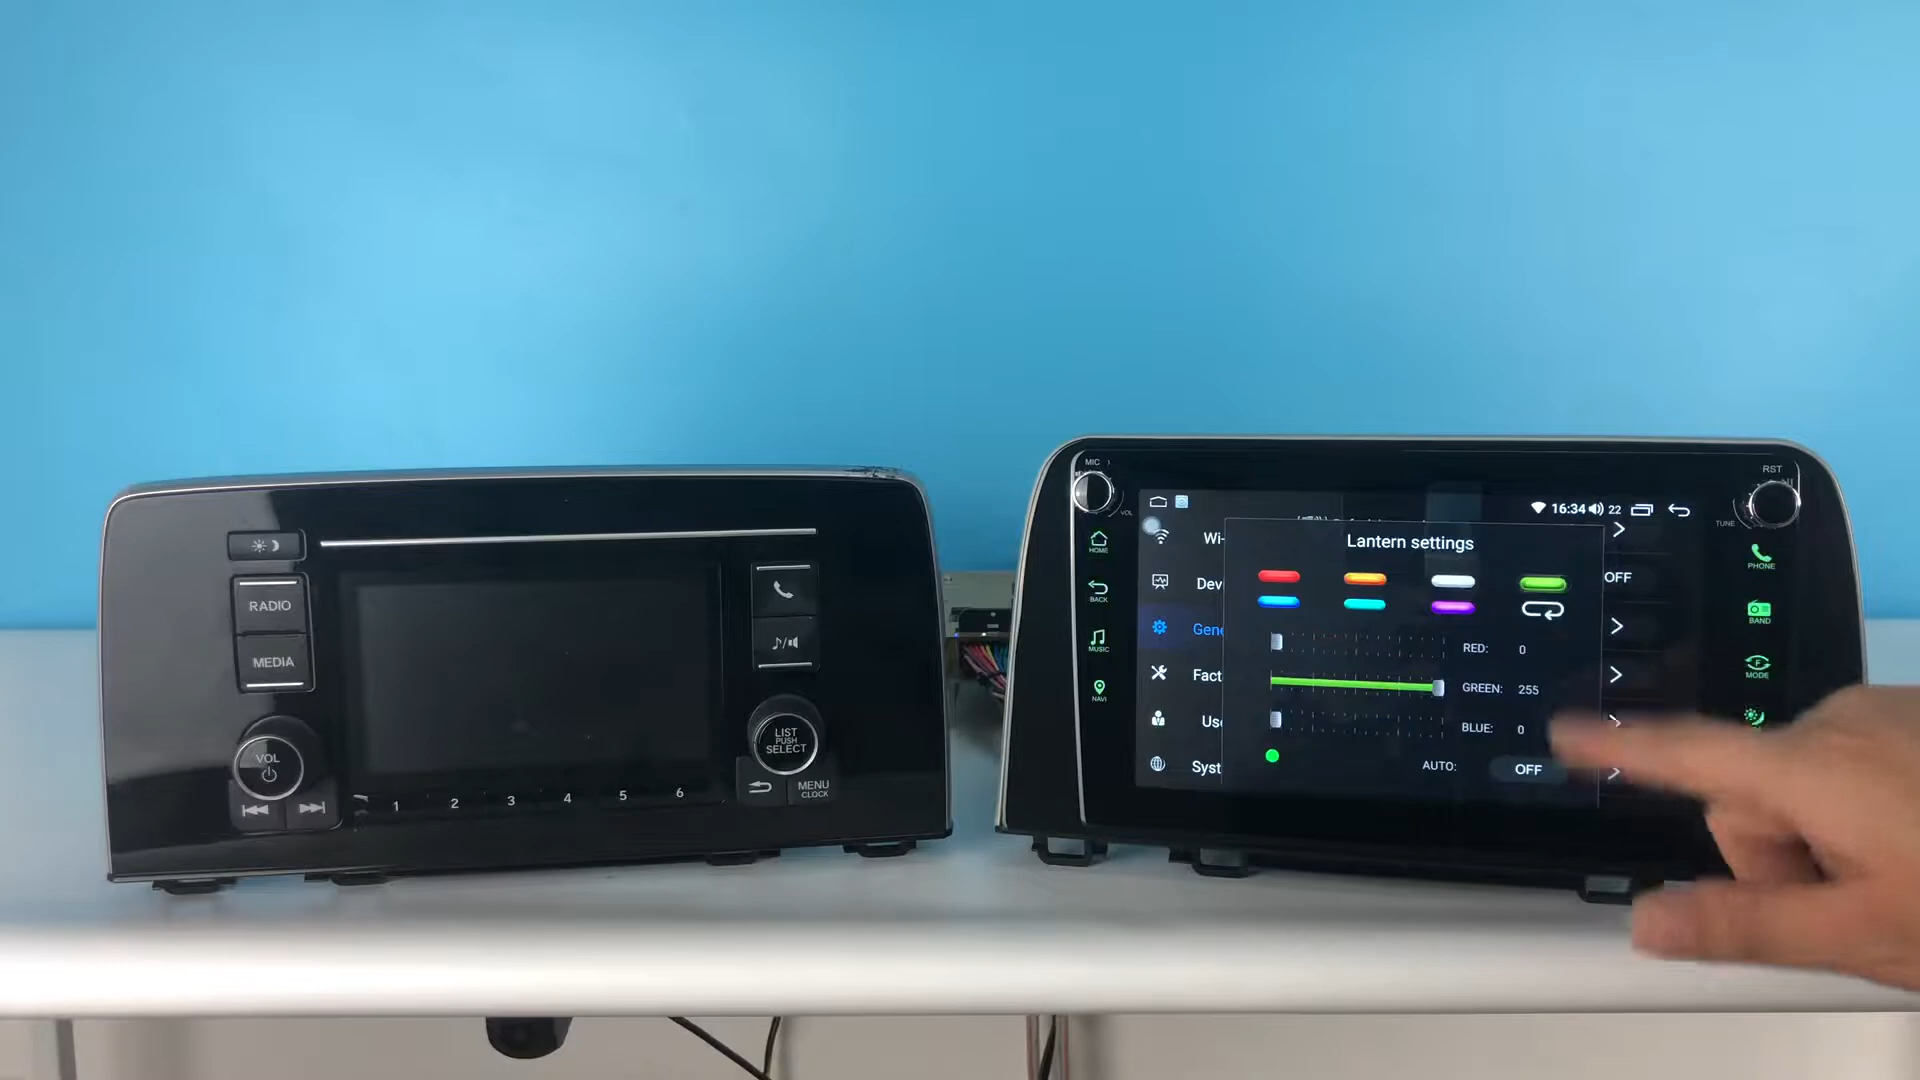 RADIO
MEDIA
VOL
1 2 3 4 5 6
LIST
PUSH
SELECT
MENU
CLOCK
MIC
VOL
HOME
BACK
MUSIC
NAVI
16:34 22
Wi-
Dev
Gene
Fact
Us
Syst
Lantern settings
RED: 0
GREEN: 255
BLUE: 0
AUTO: OFF
OFF
RST
TUNE
PHONE
BAND
F
MODE